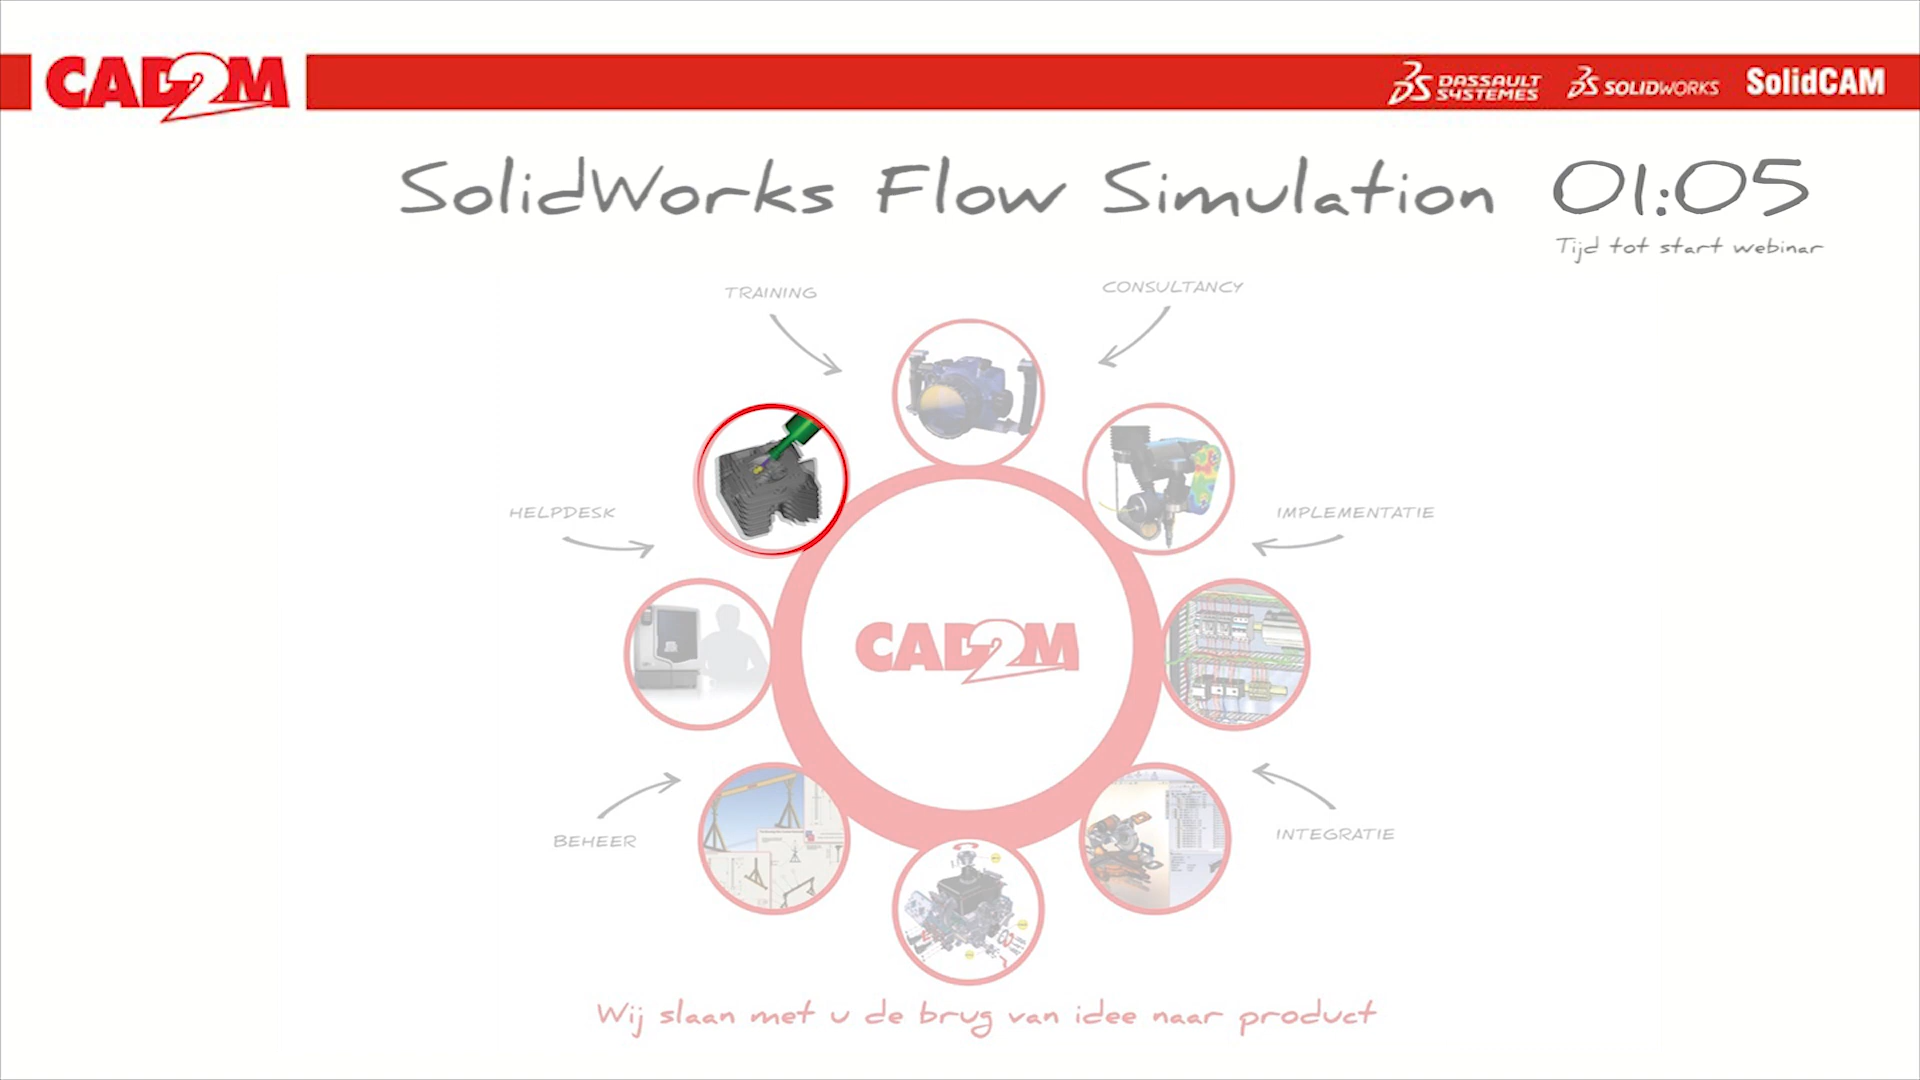 CAD2M
DASSAULT SYSTEMES
SOLIDWORKS
SolidCAM
SolidWorks Flow Simulation 01:05
Tijd tot start webinar
TRAINING
CONSULTANCY
HELPDESK
IMPLEMENTATIE
CAD2M
BEHEER
INTEGRATIE
Wij slaan met u de brug van idee naar product